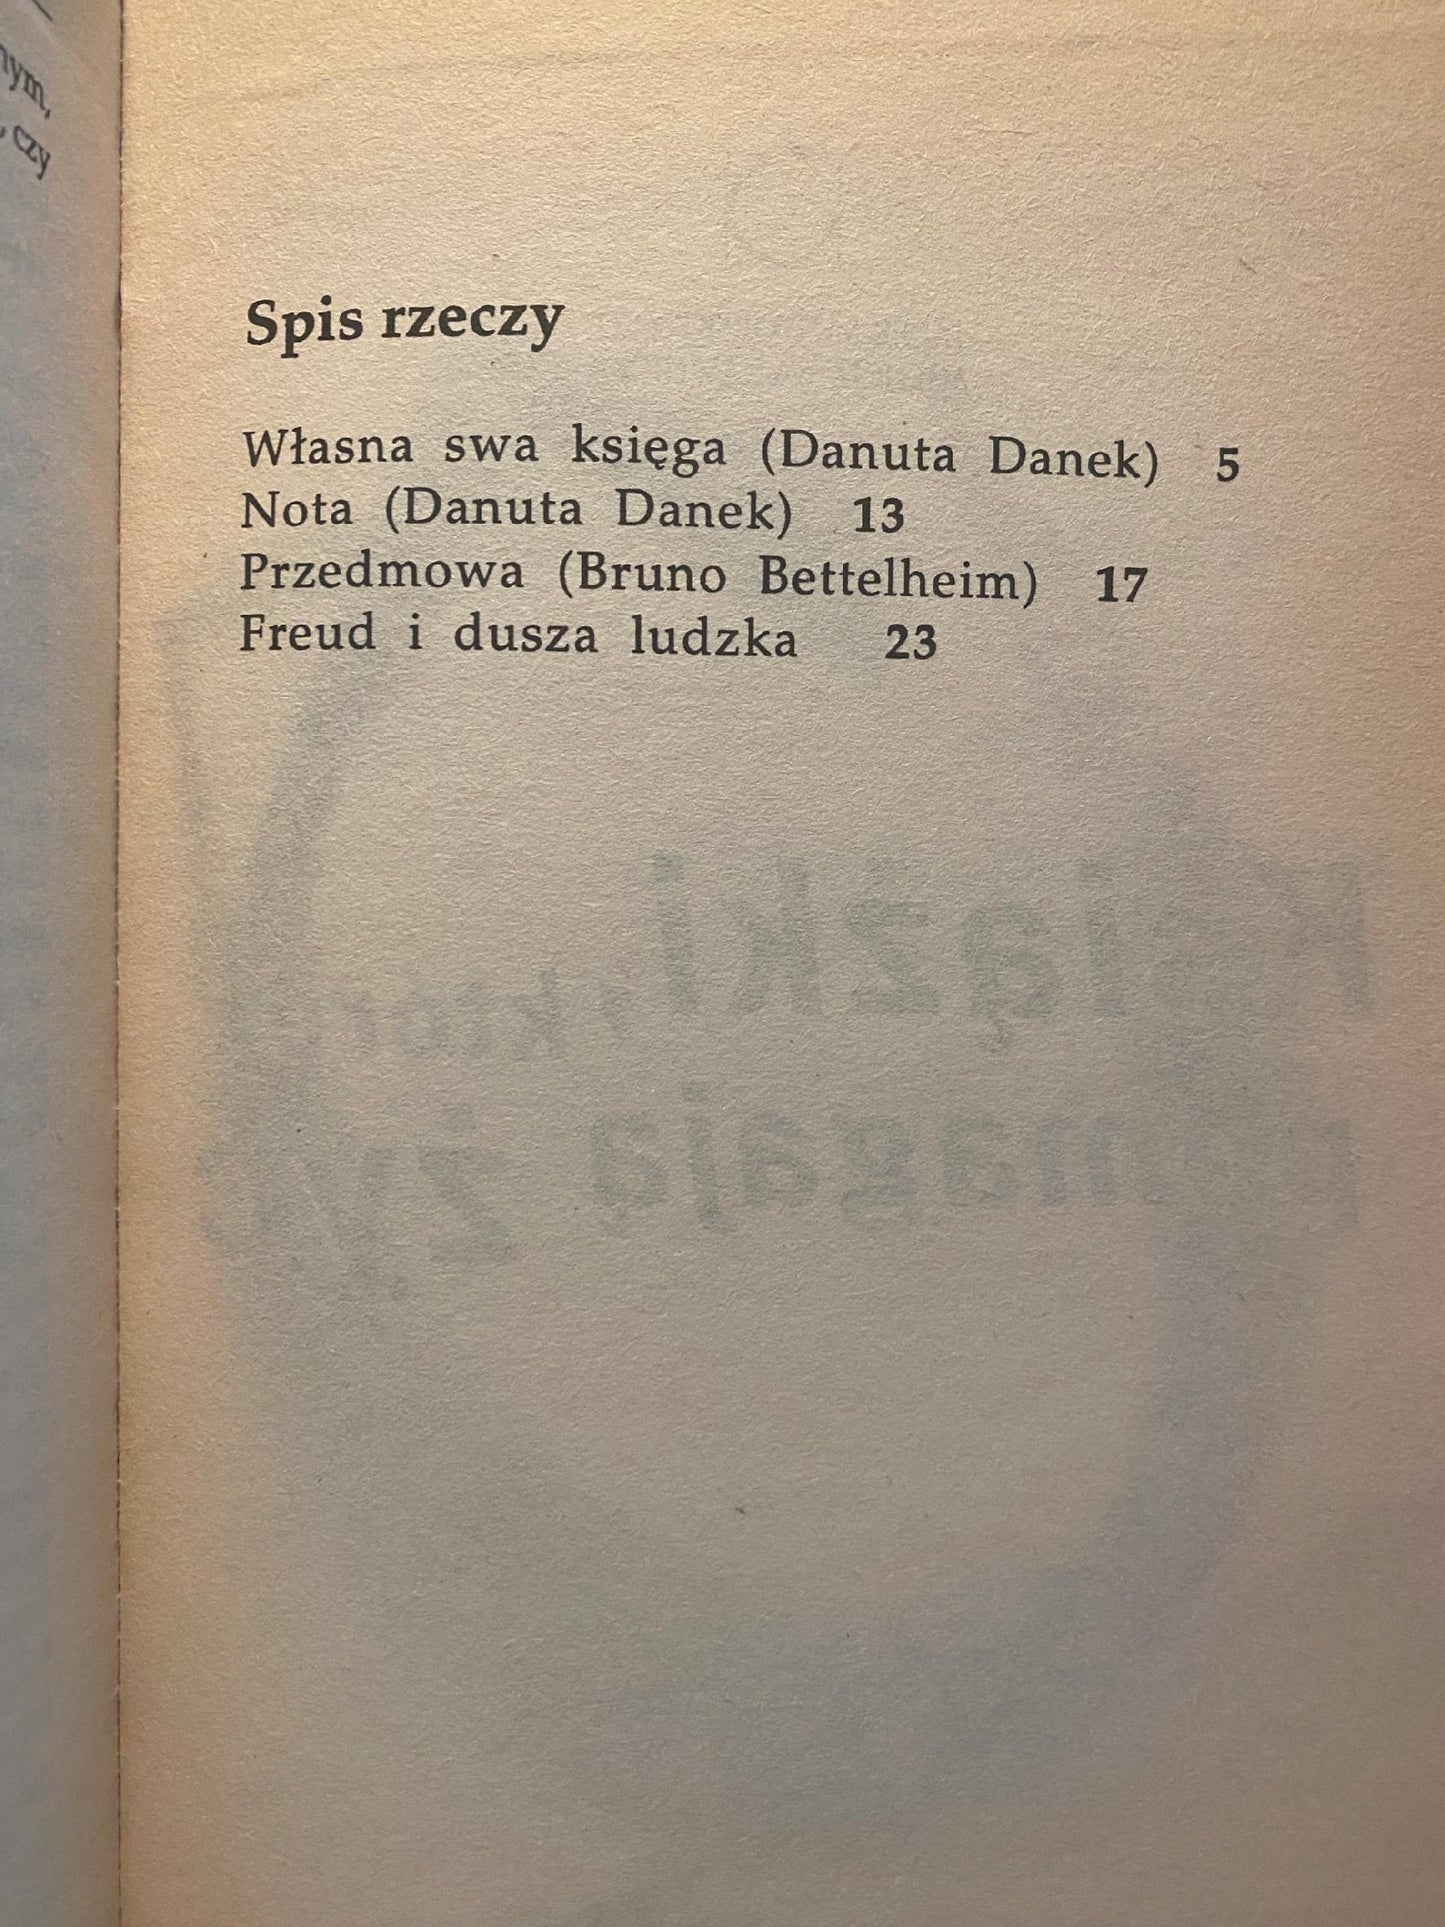 czy
Spis rzeczy
Własna swa księga (Danuta Danek) 5
Nota (Danuta Danek) 13
Przedmowa (Bruno Bettelheim) 17
Freud i dusza ludzka 23